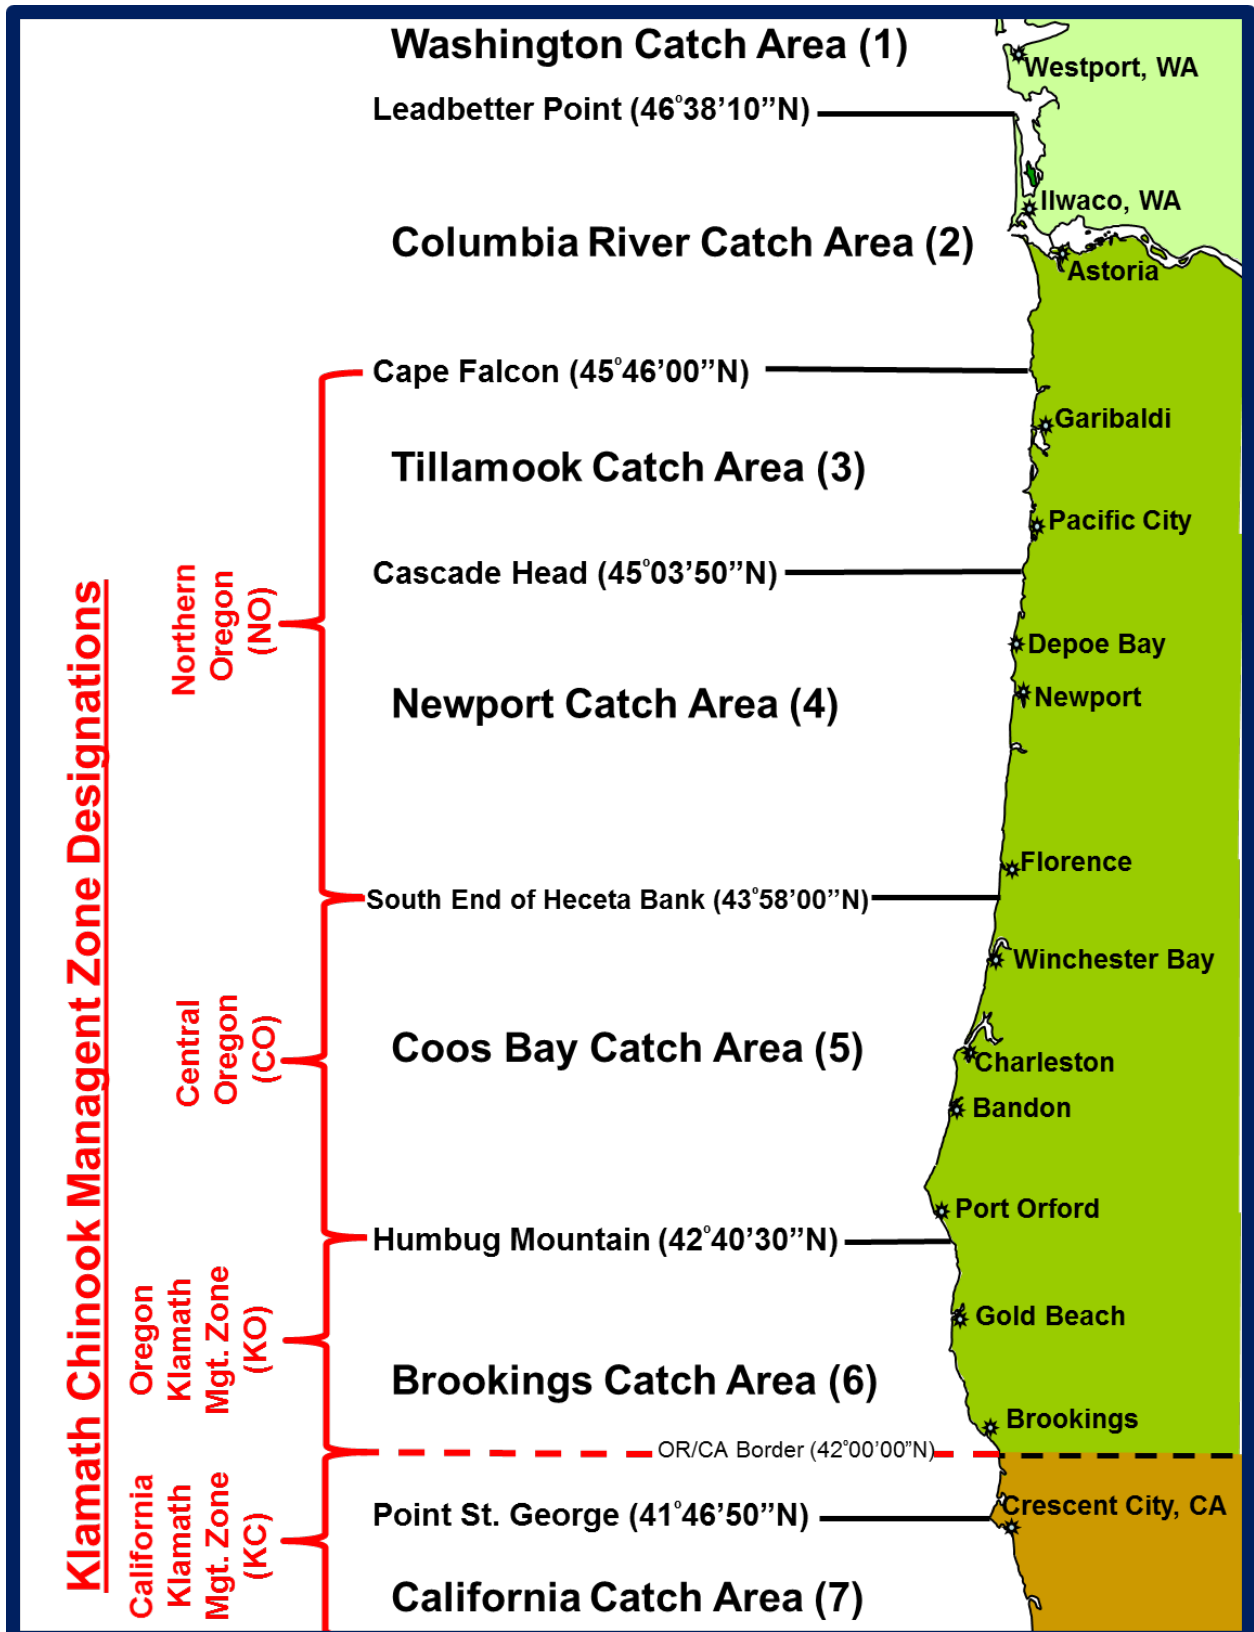 Washington Catch Area (1)
Westport, WA
Leadbetter Point (46°38’10”N)
Ilwaco, WA
Columbia River Catch Area (2)
Astoria
Cape Falcon (45°46’00”N)
Garibaldi
Tillamook Catch Area (3)
Pacific City
Cascade Head (45°03’50”N)
Northern
Oregon
(NO)
Depoe Bay
Newport Catch Area (4)
Newport
Klamath Chinook Managent Zone Designations
Florence
South End of Heceta Bank (43°58’00”N)
Winchester Bay
Central
Oregon
(CO)
Coos Bay Catch Area (5)
Charleston
Bandon
Port Orford
Humbug Mountain (42°40’30”N)
Oregon
Klamath
Mgt. Zone
(KO)
Gold Beach
Brookings Catch Area (6)
Brookings
OR/CA Border (42°00’00”N)
California
Klamath
Mgt. Zone
(KC)
Crescent City, CA
Point St. George (41°46’50”N)
California Catch Area (7)